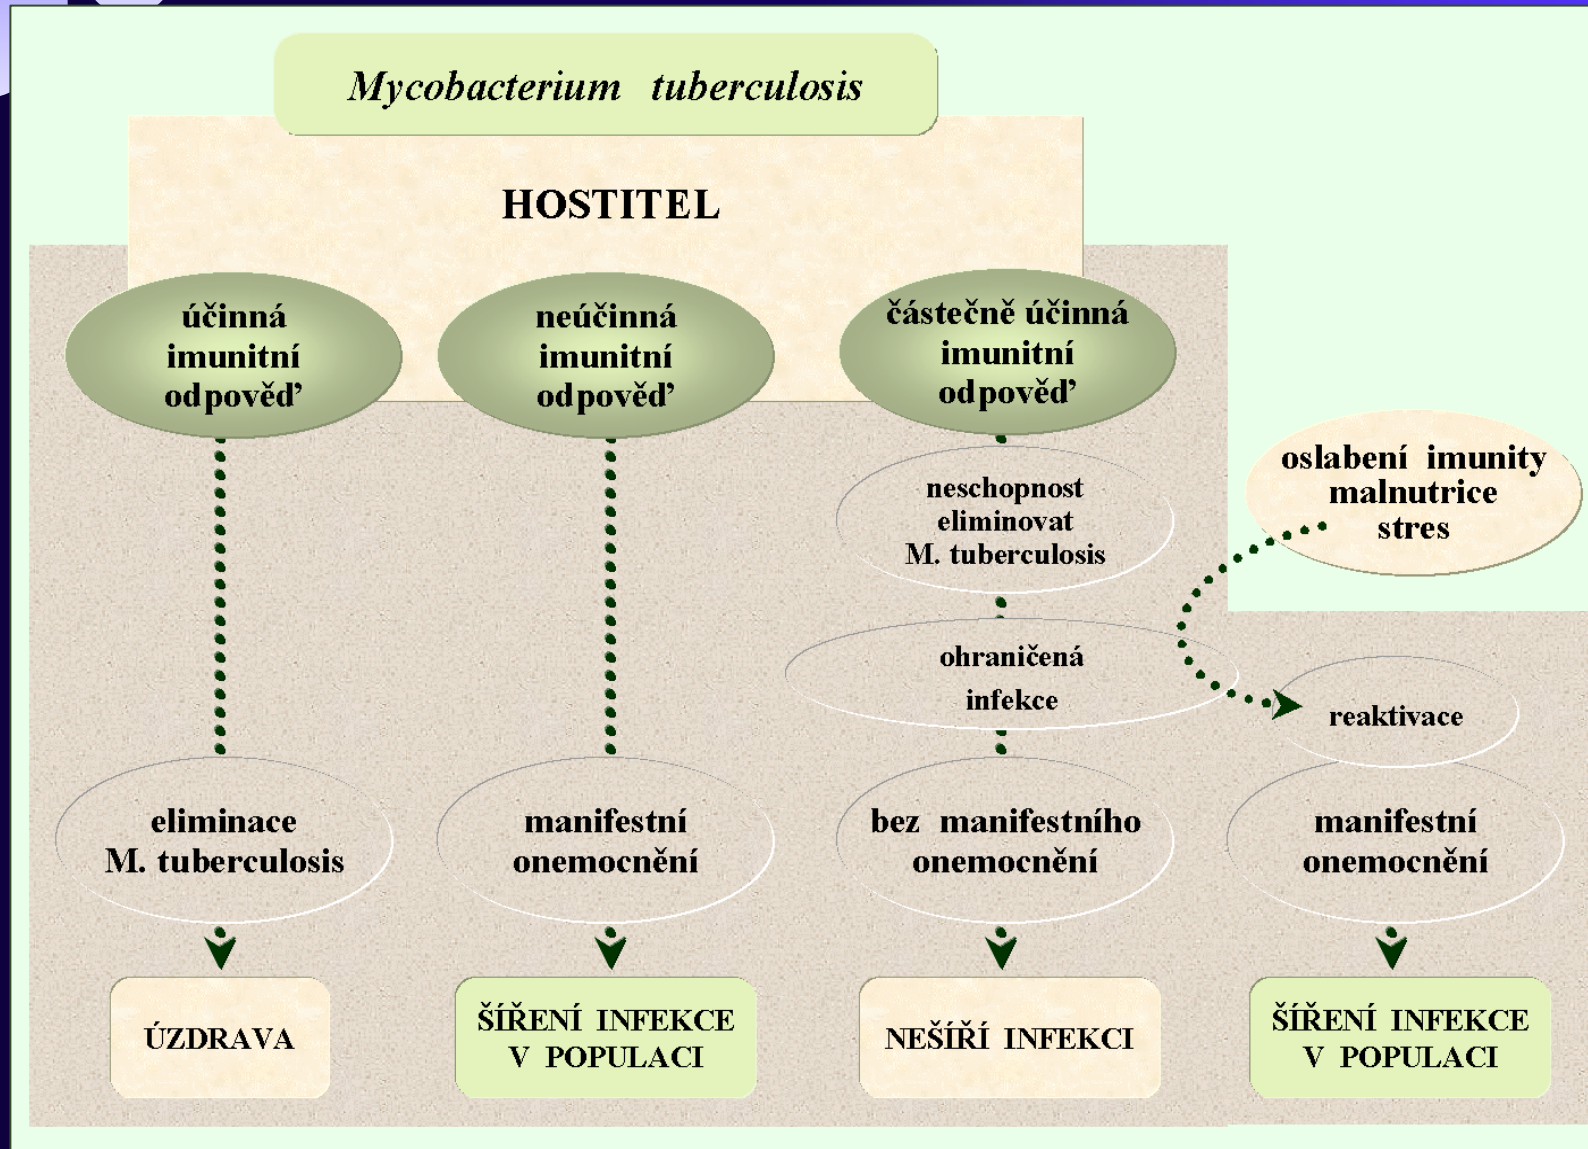 Mycobacterium tuberculosis
HOSTITEL
účinná
imunitní
odpověď
neúčinná
imunitní
odpověď
částečně účinná
imunitní
odpověď
neschopnost
eliminovat
M. tuberculosis
oslabení imunity
malnutrice
stres
ohraničená
infekce
reaktivace
eliminace
M. tuberculosis
manifestní
onemocnění
bez manifestního
onemocnění
manifestní
onemocnění
ÚZDRAVA
ŠÍŘENÍ INFEKCE
V POPULACI
NEŠÍŘÍ INFEKCI
ŠÍŘENÍ INFEKCE
V POPULACI